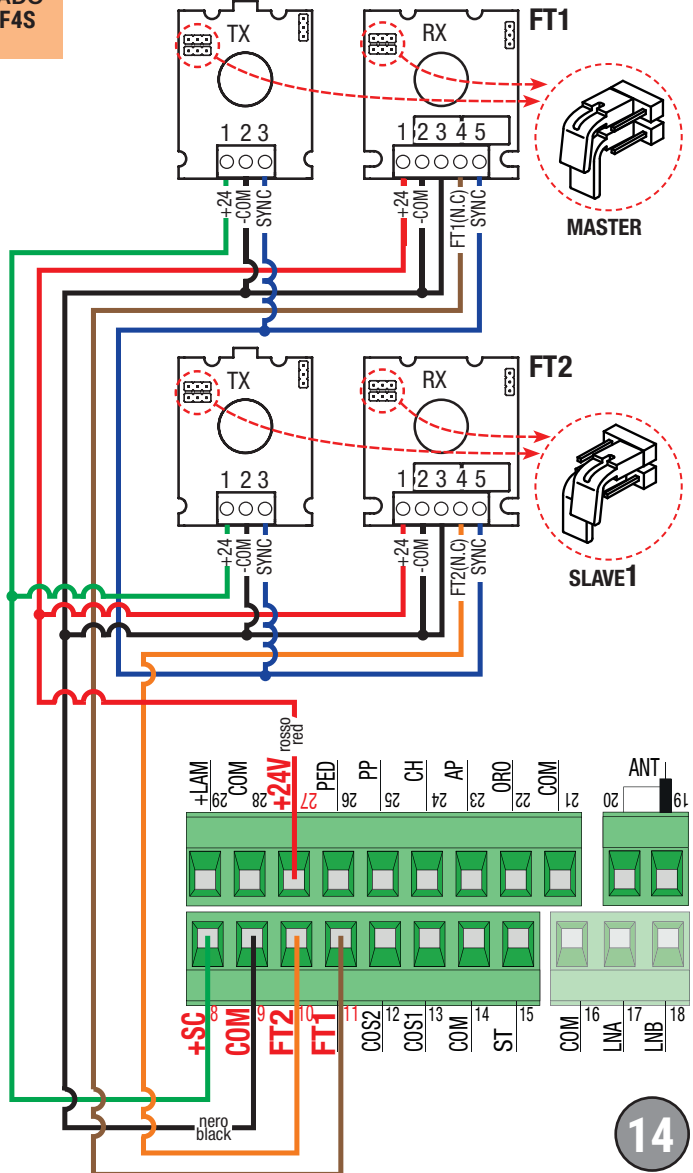 F4S
TX
RX
FT1
1 2 3
1 2 3 4 5
+24
-COM
SYNC
+24
-COM
FT1(N.C)
SYNC
MASTER
TX
RX
FT2
1 2 3
1 2 3 4 5
+24
-COM
SYNC
+24
-COM
FT2(N.C)
SYNC
SLAVE1
rosso
red
+LAM
COM
+24V
PED
PP
CH
AP
ORO
COM
ANT
29
28
27
26
25
24
23
22
21
20
19
+SC
8
COM
9
FT2
10
FT1
11
COS2
12
COS1
13
COM
14
ST
15
COM
16
LNA
17
LNB
18
nero
black
14